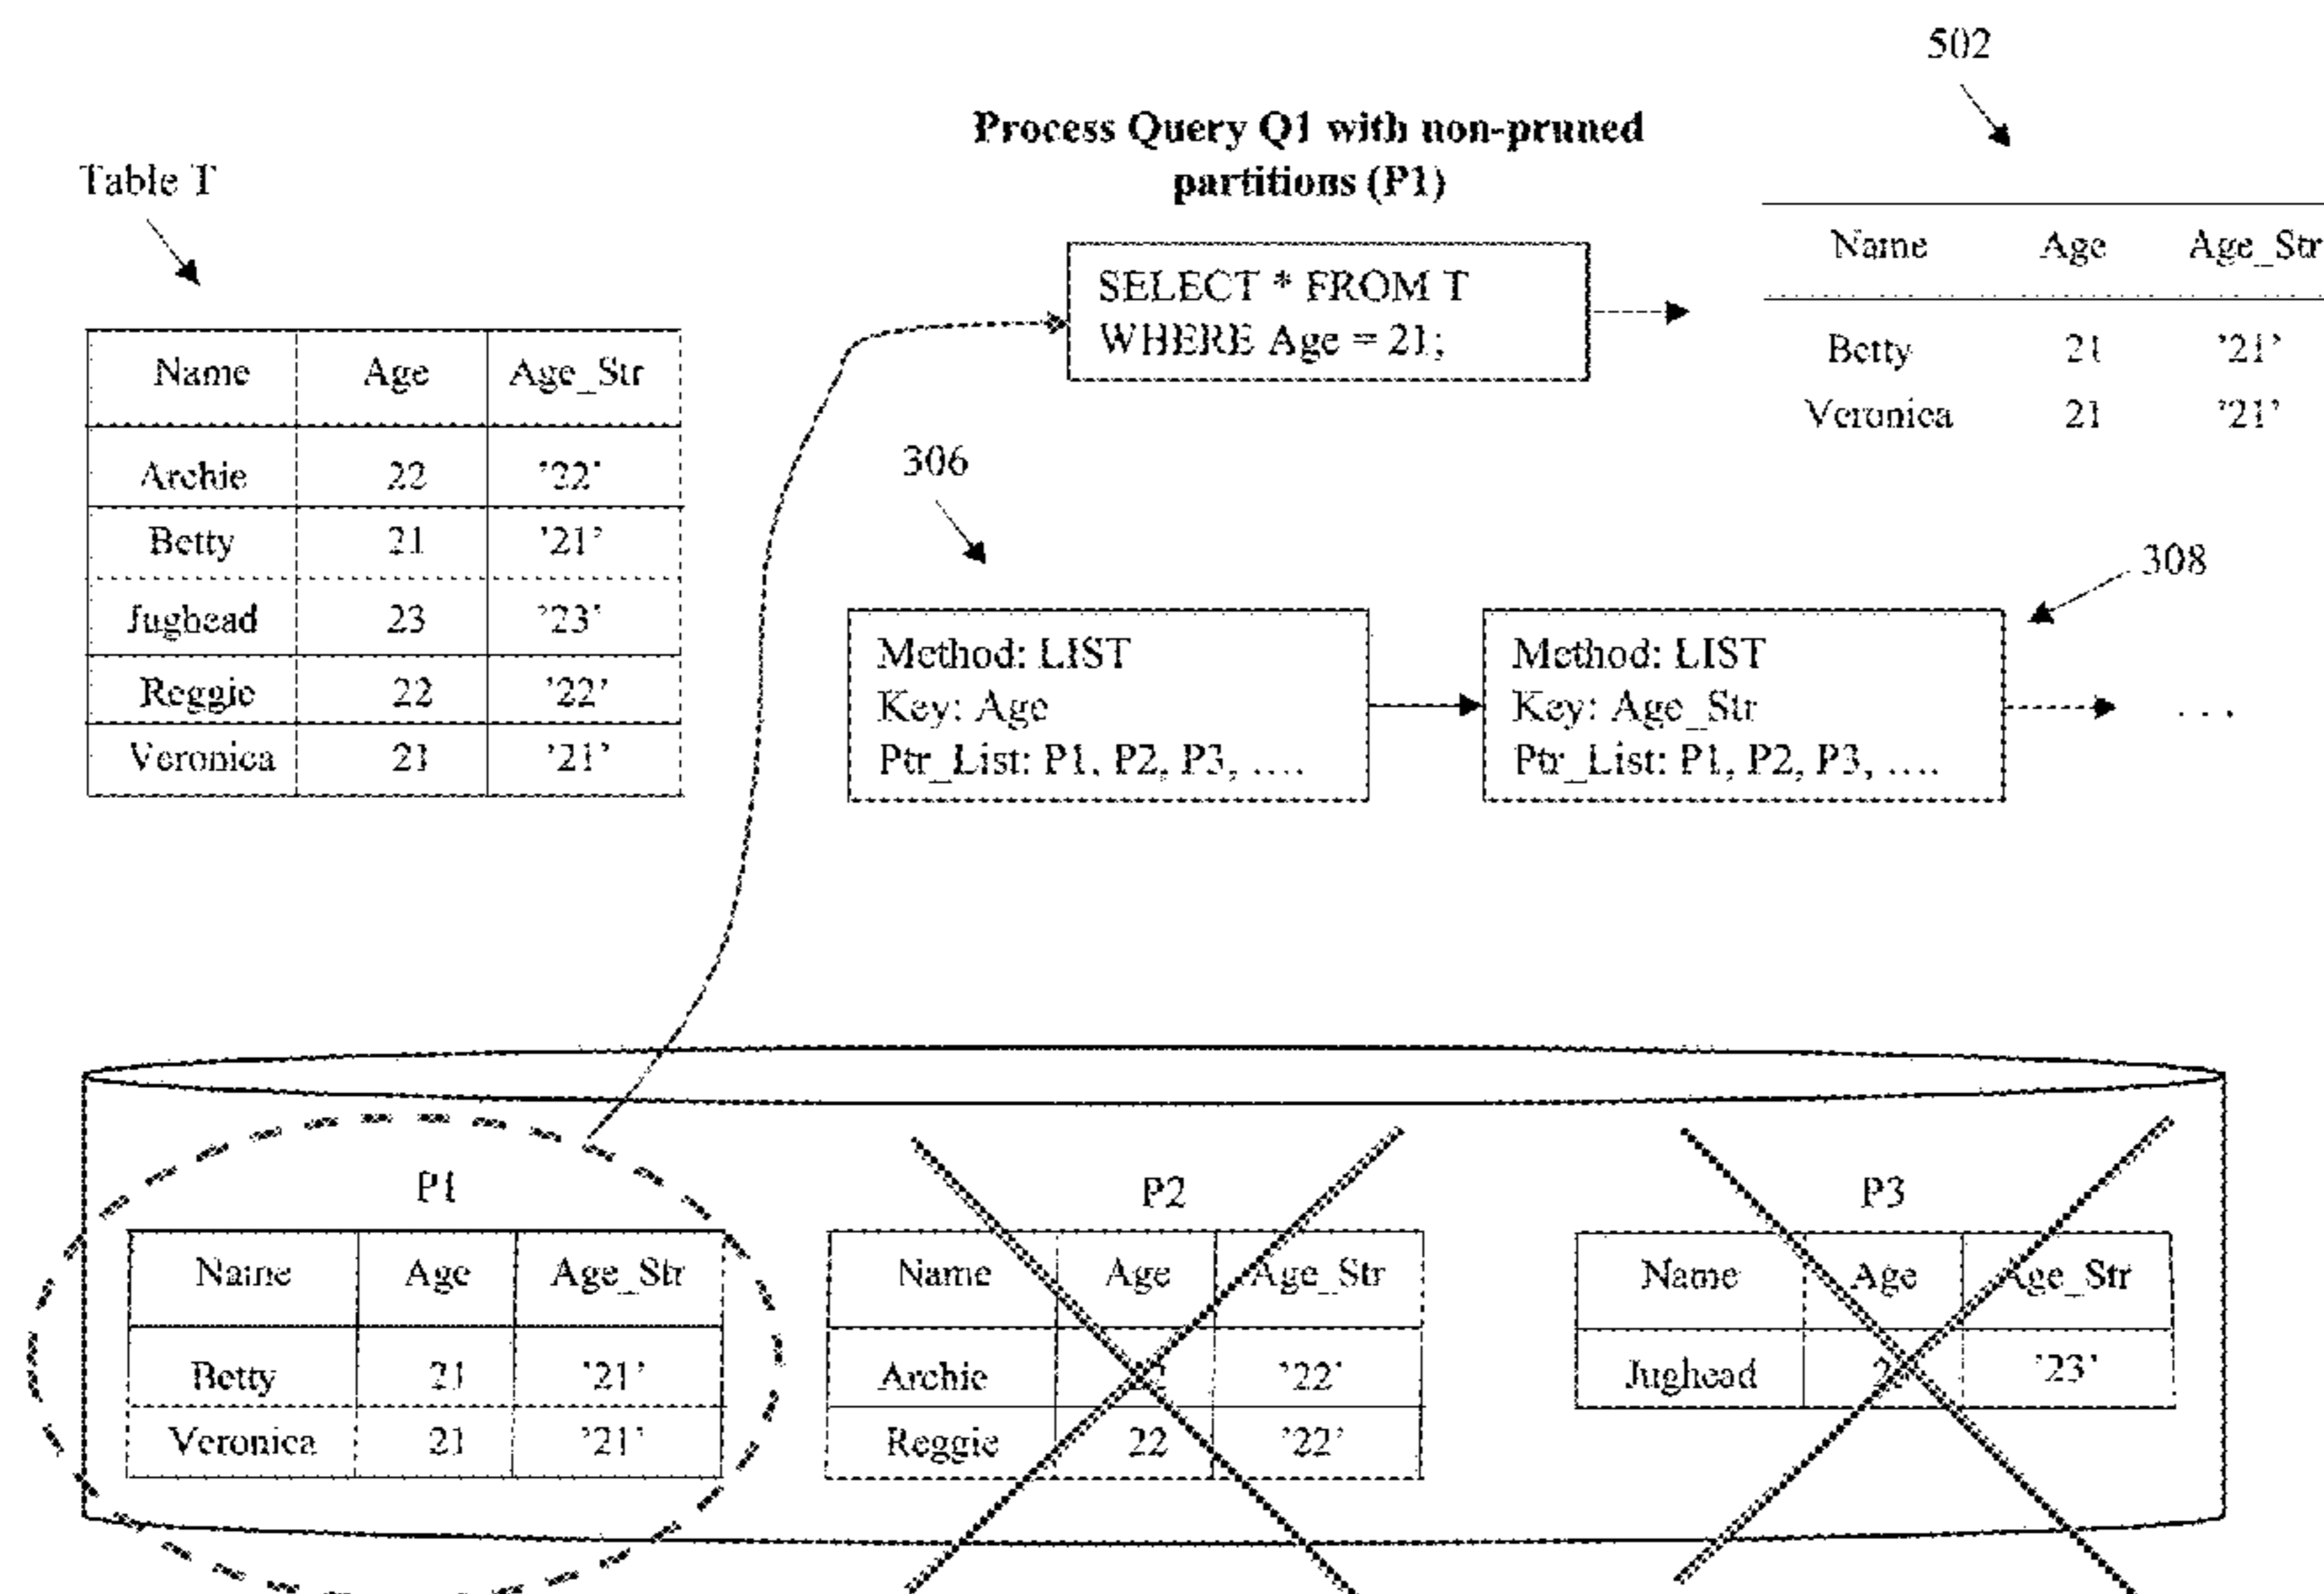 502
Process Query Q1 with non-pruned
partitions (P1)
Table T
SELECT * FROM T
WHERE Age = 21;
Name Age Age_Str
Betty 21 '21'
Veronica 21 '21'
Name Age Age_Str
Archie 22 '22'
Betty 21 '21'
Jughead 23 '23'
Reggie 22 '22'
Veronica 21 '21'
306
308
Method: LIST
Key: Age
Ptr_List: P1, P2, P3, ....
Method: LIST
Key: Age_Str
Ptr_List: P1, P2, P3, ....
. . .
P1
Name Age Age_Str
Betty 21 '21'
Veronica 21 '21'
P2
Name Age Age_Str
Archie '22'
Reggie 22 '22'
P3
Name Age Age_Str
Jughead '23'